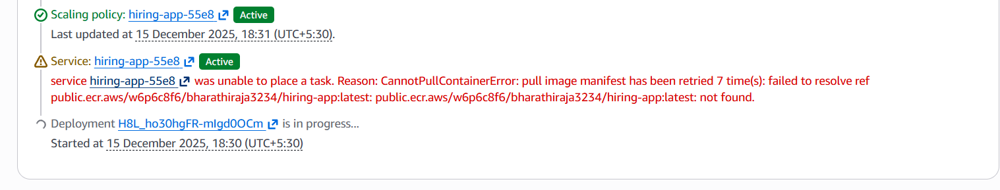 Scaling policy: hiring-app-55e8 Active
Last updated at 15 December 2025, 18:31 (UTC+5:30).
Service: hiring-app-55e8 Active
service hiring-app-55e8 was unable to place a task. Reason: CannotPullContainerError: pull image manifest has been retried 7 time(s): failed to resolve ref
public.ecr.aws/w6p6c8f6/bharathiraja3234/hiring-app:latest: public.ecr.aws/w6p6c8f6/bharathiraja3234/hiring-app:latest: not found.
Deployment H8L_ho30hgFR-mIgd0OCm is in progress...
Started at 15 December 2025, 18:30 (UTC+5:30)